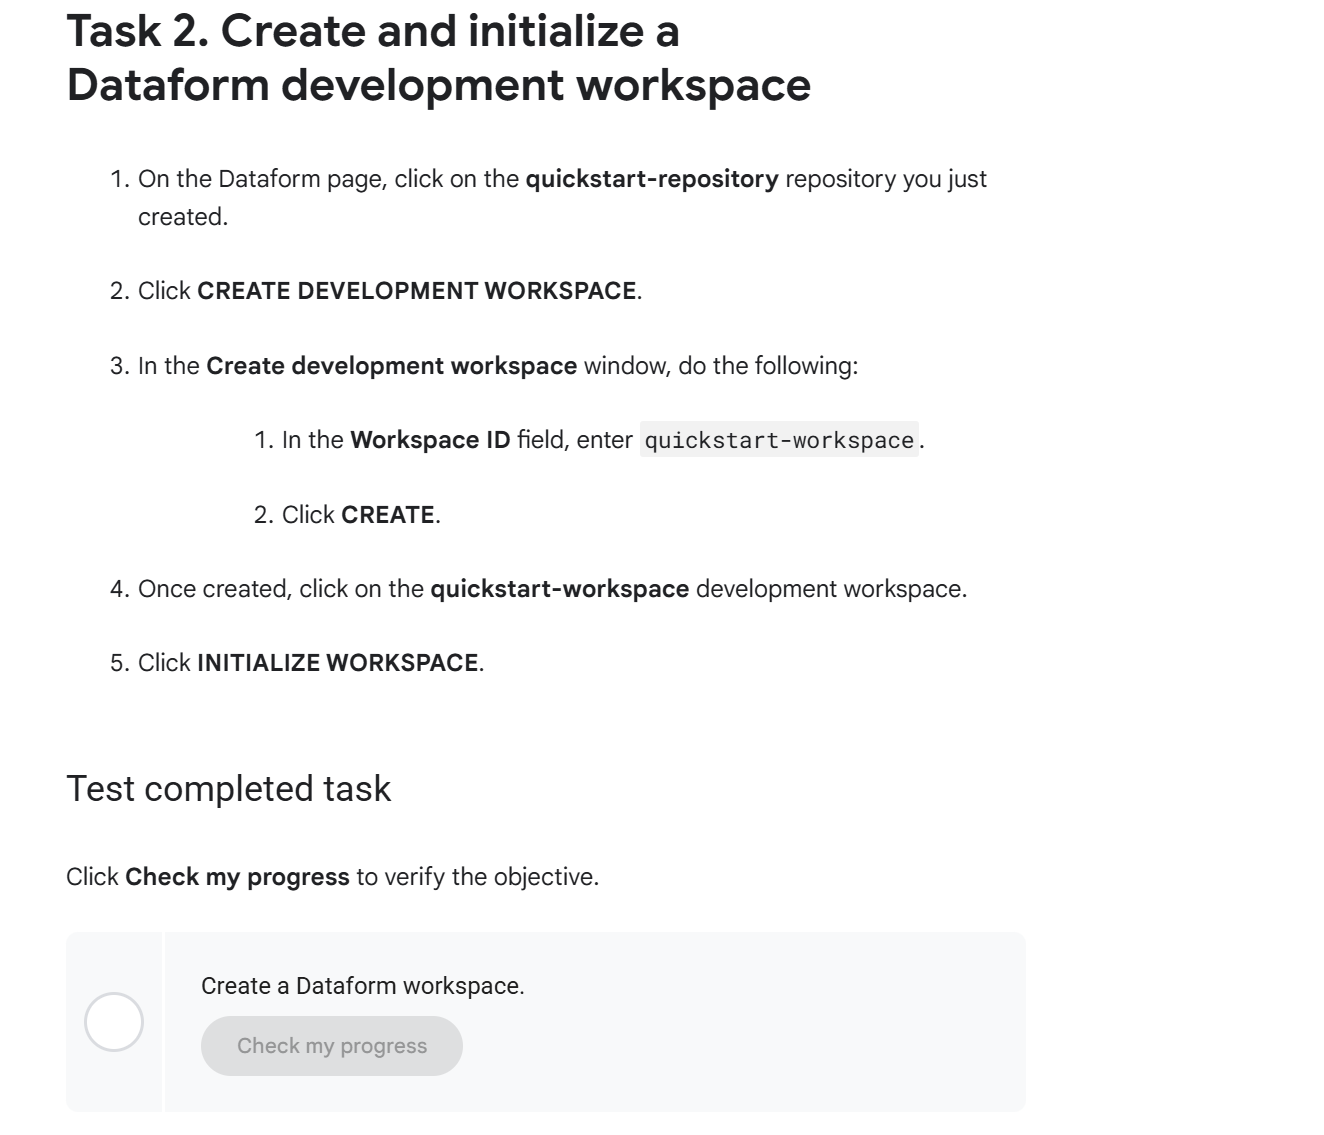 Task 2. Create and initialize a
Dataform development workspace
1. On the Dataform page, click on the quickstart-repository repository you just
created.
2. Click CREATE DEVELOPMENT WORKSPACE.
3. In the Create development workspace window, do the following:
1. In the Workspace ID field, enter quickstart-workspace.
2. Click CREATE.
4. Once created, click on the quickstart-workspace development workspace.
5. Click INITIALIZE WORKSPACE.
Test completed task
Click Check my progress to verify the objective.
Create a Dataform workspace.
Check my progress